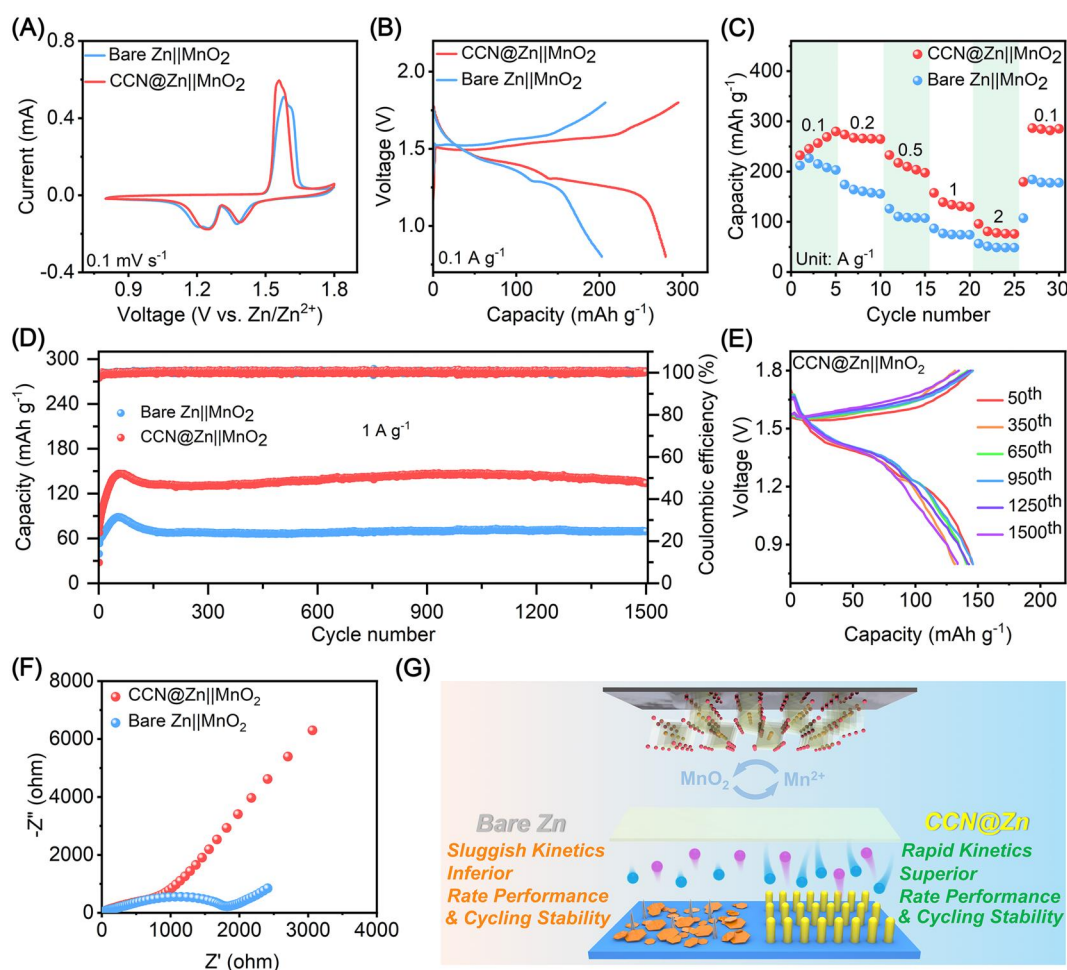 (A)
0.8
Bare Zn||MnO₂
CCN@Zn||MnO₂
0.4
0.0
-0.4
0.1 mV s⁻¹
0.9 1.2 1.5 1.8
Current (mA)
Voltage (V vs. Zn/Zn²⁺)
(B)
CCN@Zn||MnO₂
Bare Zn||MnO₂
2.0
1.5
1.0
0.1 A g⁻¹
0 100 200 300
Voltage (V)
Capacity (mAh g⁻¹)
(C)
CCN@Zn||MnO₂
Bare Zn||MnO₂
400
300
200
100
0
0.1 0.2 0.5 1 2 0.1
Unit: A g⁻¹
0 5 10 15 20 25 30
Capacity (mAh g⁻¹)
Cycle number
(D)
300
240
180
120
60
0
Bare Zn||MnO₂
CCN@Zn||MnO₂
1 A g⁻¹
100
80
60
40
20
0
0 300 600 900 1200 1500
Capacity (mAh g⁻¹)
Coulombic efficiency (%)
Cycle number
(E)
CCN@Zn||MnO₂
1.8
1.5
1.2
0.9
50th
350th
650th
950th
1250th
1500th
0 50 100 150 200
Voltage (V)
Capacity (mAh g⁻¹)
(F)
8000
6000
4000
2000
0
CCN@Zn||MnO₂
Bare Zn||MnO₂
0 1000 2000 3000 4000
-Z" (ohm)
Z' (ohm)
(G)
MnO₂ Mn²⁺
Bare Zn
Sluggish Kinetics
Inferior
Rate Performance
& Cycling Stability
CCN@Zn
Rapid Kinetics
Superior
Rate Performance
& Cycling Stability